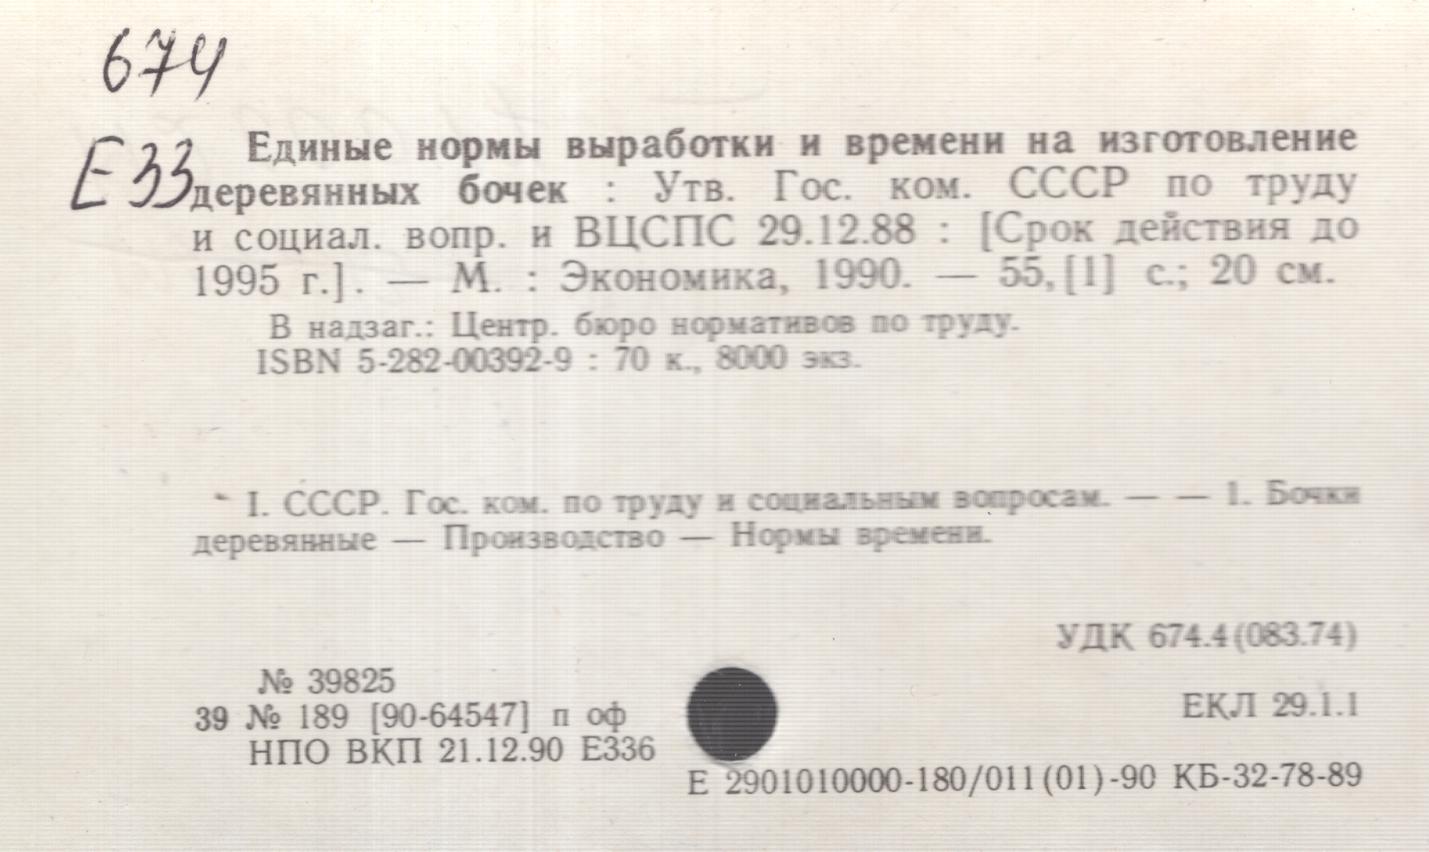 674
Е33
Единые нормы выработки и времени на изготовление
деревянных бочек : Утв. Гос. ком. СССР по труду
и социал. вопр. и ВЦСПС 29.12.88 : [Срок действия до
1995 г.]. — М. : Экономика, 1990. — 55,[1] с.; 20 см.
В надзаг.: Центр. бюро нормативов по труду.
ISBN 5-282-00392-9 : 70 к., 8000 экз.
I. СССР. Гос. ком. по труду и социальным вопросам. — — 1. Бочки
деревянные — Производство — Нормы времени.
УДК 674.4(083.74)
№ 39825
39 № 189 [90-64547] п оф
ЕКЛ 29.1.1
НПО ВКП 21.12.90 Е336
Е 2901010000-180/011(01)-90 КБ-32-78-89